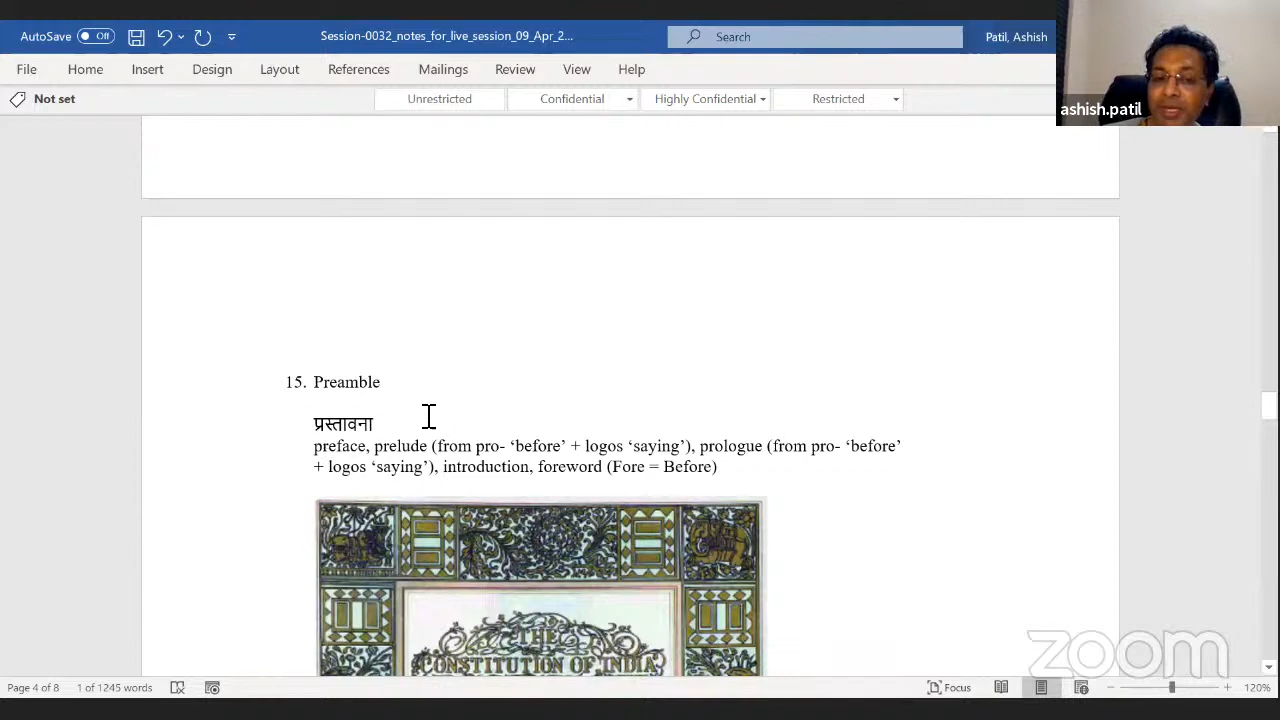 AutoSave Off Session-0032_notes_for_live_session_09_Apr_2... Search Patil, Ashish
File Home Insert Design Layout References Mailings Review View Help
Not set Unrestricted Confidential Highly Confidential Restricted
ashish.patil
15. Preamble
प्रस्तावना
preface, prelude (from pro- ‘before’ + logos ‘saying’), prologue (from pro- ‘before’
+ logos ‘saying’), introduction, foreword (Fore = Before)
THE
CONSTITUTION OF INDIA
zoom
Page 4 of 8 1 of 1245 words Focus 120%